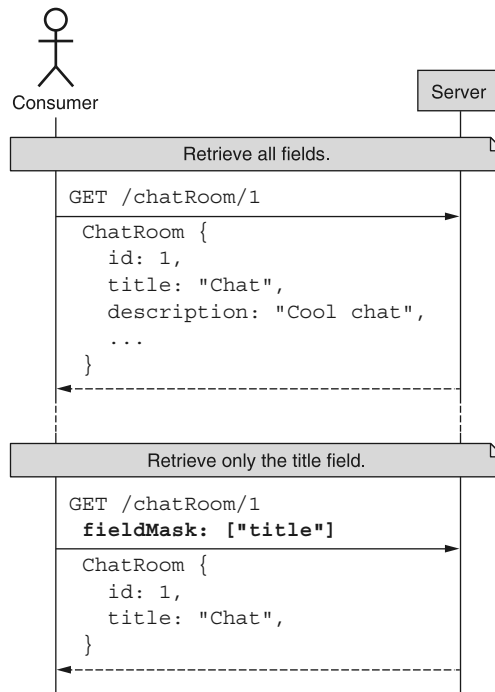 Consumer
Server
Retrieve all fields.
GET /chatRoom/1
ChatRoom {
id: 1,
title: "Chat",
description: "Cool chat",
...
}
Retrieve only the title field.
GET /chatRoom/1
fieldMask: ["title"]
ChatRoom {
id: 1,
title: "Chat",
}